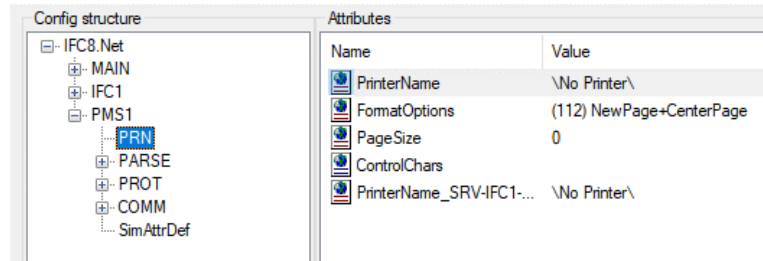 Config structure
IFC8.Net
MAIN
IFC1
PMS1
PRN
PARSE
PROT
COMM
SimAttrDef
Attributes
Name Value
PrinterName \No Printer\
FormatOptions (112) NewPage+CenterPage
PageSize 0
ControlChars
PrinterName_SRV-IFC1-... \No Printer\